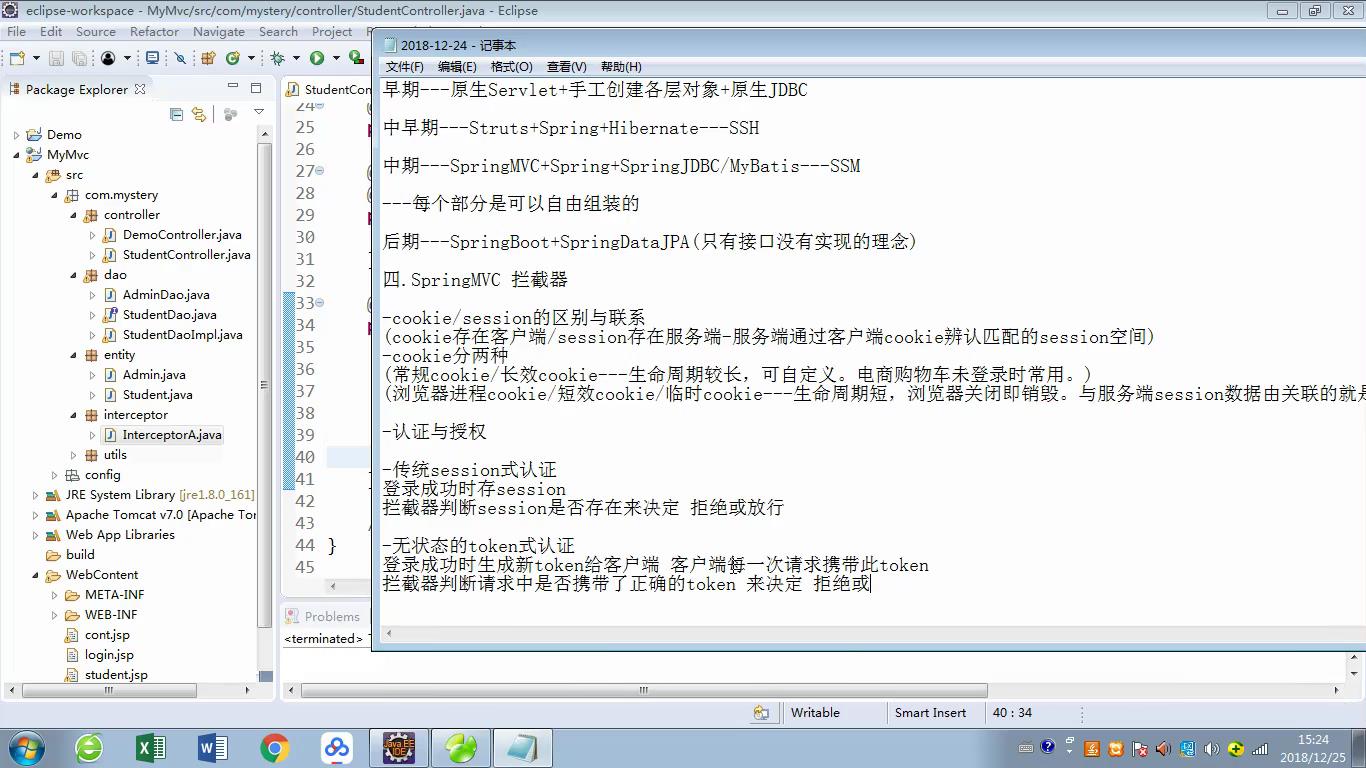 eclipse-workspace - MyMvc/src/com/mystery/controller/StudentController.java - Eclipse
File Edit Source Refactor Navigate Search Project
Package Explorer
Demo
MyMvc
src
com.mystery
controller
DemoController.java
StudentController.java
dao
AdminDao.java
StudentDao.java
StudentDaoImpl.java
entity
Admin.java
Student.java
interceptor
InterceptorA.java
utils
config
JRE System Library [jre1.8.0_161]
Apache Tomcat v7.0 [Apache Tor
Web App Libraries
build
WebContent
META-INF
WEB-INF
cont.jsp
login.jsp
student.jsp
StudentCon
24
25
26
27
28
29
30
31
32
33
34
35
36
37
38
39
40
41
42
43
44 }
45
Problems
<terminated>
2018-12-24 - 记事本
文件(F) 编辑(E) 格式(O) 查看(V) 帮助(H)
早期---原生Servlet+手工创建各层对象+原生JDBC
中早期---Struts+Spring+Hibernate---SSH
中期---SpringMVC+Spring+SpringJDBC/MyBatis---SSM
---每个部分是可以自由组装的
后期---SpringBoot+SpringDataJPA(只有接口没有实现的理念)
四.SpringMVC 拦截器
-cookie/session的区别与联系
(cookie存在客户端/session存在服务端-服务端通过客户端cookie辨认匹配的session空间)
-cookie分两种
(常规cookie/长效cookie---生命周期较长，可自定义。电商购物车未登录时常用。)
(浏览器进程cookie/短效cookie/临时cookie---生命周期短，浏览器关闭即销毁。与服务端session数据由关联的就是
-认证与授权
-传统session式认证
登录成功时存session
拦截器判断session是否存在来决定 拒绝或放行
-无状态的token式认证
登录成功时生成新token给客户端 客户端每一次请求携带此token
拦截器判断请求中是否携带了正确的token 来决定 拒绝或
Writable Smart Insert 40 : 34
15:24
2018/12/25